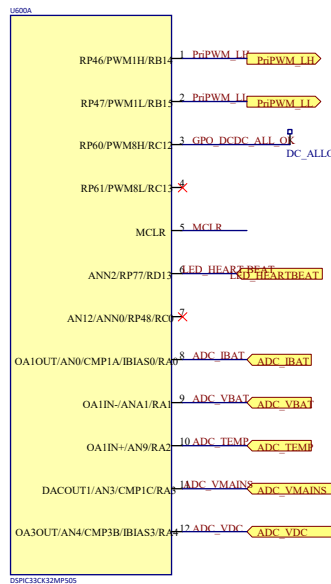 U600A
RP46/PWM1H/RB14 1 PriPWM_LH PriPWM_LH
RP47/PWM1L/RB15 2 PriPWM_LL PriPWM_LL
RP60/PWM8H/RC12 3 GPO_DCDC_ALL_OK
DC_ALLO
RP61/PWM8L/RC13 4
MCLR 5 MCLR
ANN2/RP77/RD13 6 LED_HEARTBEAT LED_HEARTBEAT
AN12/ANN0/RP48/RC0 7
OA1OUT/AN0/CMP1A/IBIAS0/RA0 8 ADC_IBAT ADC_IBAT
OA1IN-/ANA1/RA1 9 ADC_VBAT ADC_VBAT
OA1IN+/AN9/RA2 10 ADC_TEMP ADC_TEMP
DACOUT1/AN3/CMP1C/RA3 11 ADC_VMAINS ADC_VMAINS
OA3OUT/AN4/CMP3B/IBIAS3/RA4 12 ADC_VDC ADC_VDC
DSPIC33CK32MP505